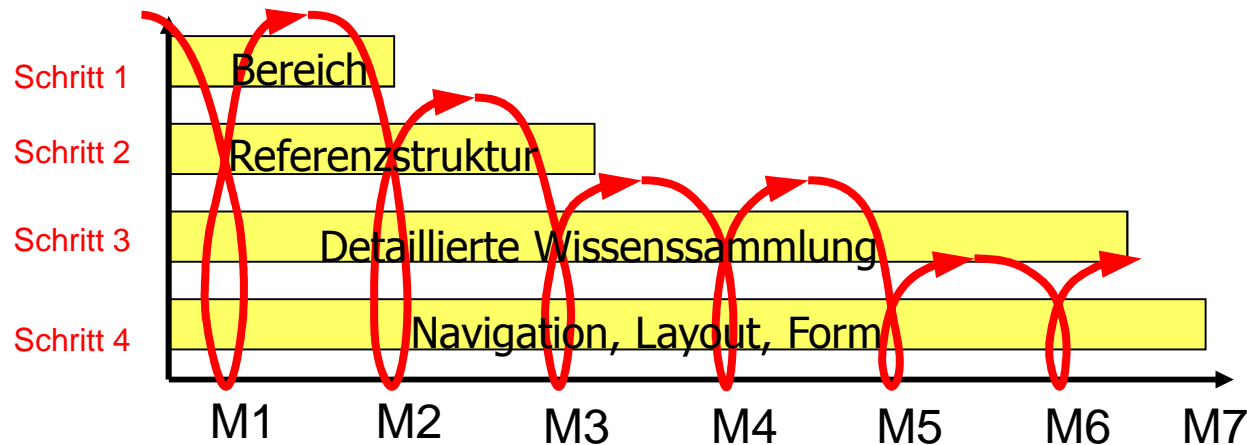 Schritt 1
Bereich
Schritt 2
Referenzstruktur
Schritt 3
Detaillierte Wissenssammlung
Schritt 4
Navigation, Layout, Form
M1 M2 M3 M4 M5 M6 M7